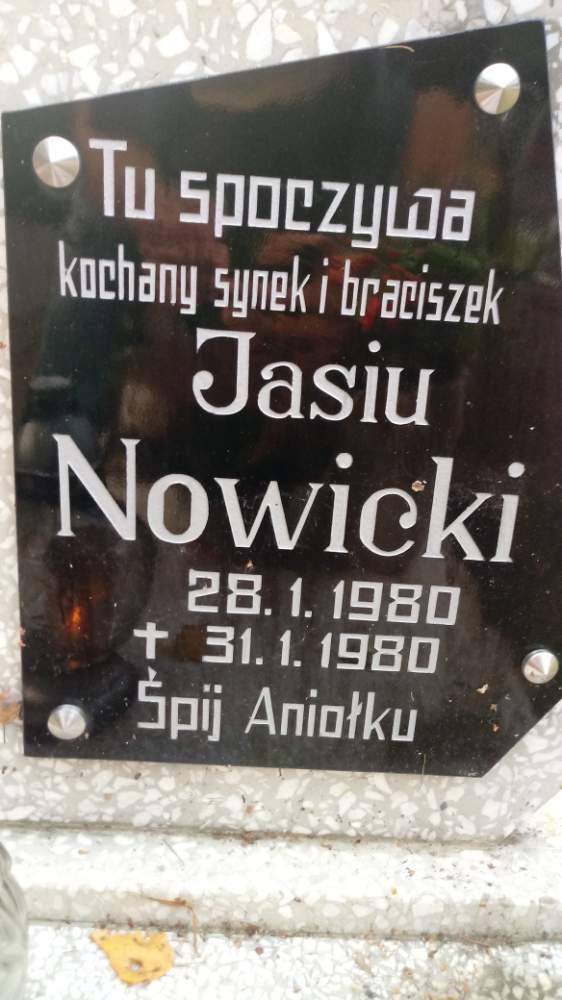 Tu spoczywa
kochany synek i braciszek
Jasiu
Nowicki
28.1.1980
✝ 31.1.1980
Śpij Aniołku